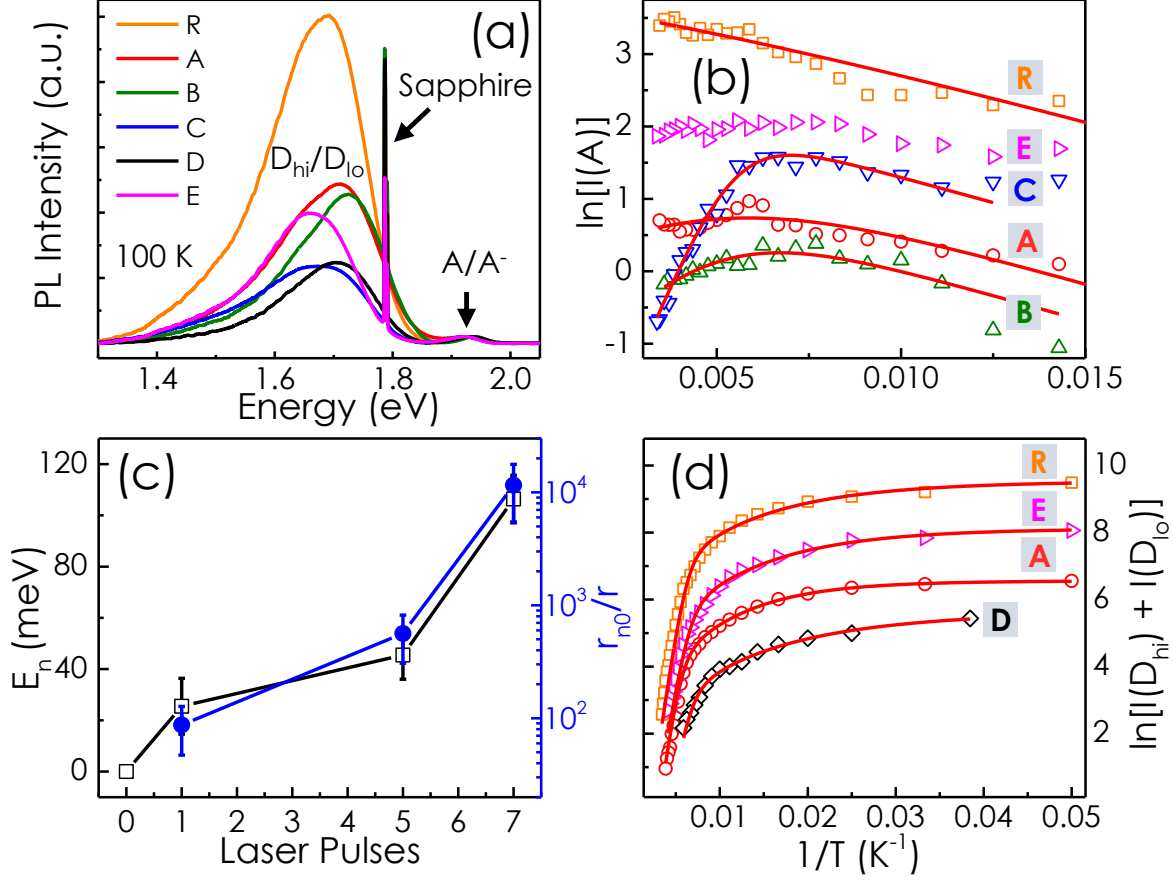 (a)
R
A
B
C
D
E
Sapphire
D_hi/D_lo
A/A⁻
100 K
PL Intensity (a.u.)
1.4 1.6 1.8 2.0
Energy (eV)
(b)
R
E
C
A
B
ln[I(A)]
3
2
1
0
-1
0.005 0.010 0.015
(c)
E_n (meV)
120
80
40
0
r_n0/r
10⁴
10³
10²
0 1 2 3 4 5 6 7
Laser Pulses
(d)
R
E
A
D
10
8
6
4
2
ln[I(D_hi) + I(D_lo)]
0.01 0.02 0.03 0.04 0.05
1/T (K⁻¹)